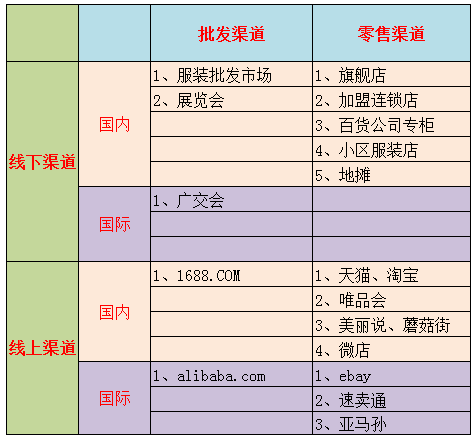 批发渠道 零售渠道
1、服装批发市场 1、旗舰店
2、展览会 2、加盟连锁店
国内 3、百货公司专柜
4、小区服装店
线下渠道 5、地摊
1、广交会
国际
1、1688.COM 1、天猫、淘宝
国内 2、唯品会
3、美丽说、蘑菇街
线上渠道 4、微店
1、alibaba.com 1、ebay
国际 2、速卖通
3、亚马孙